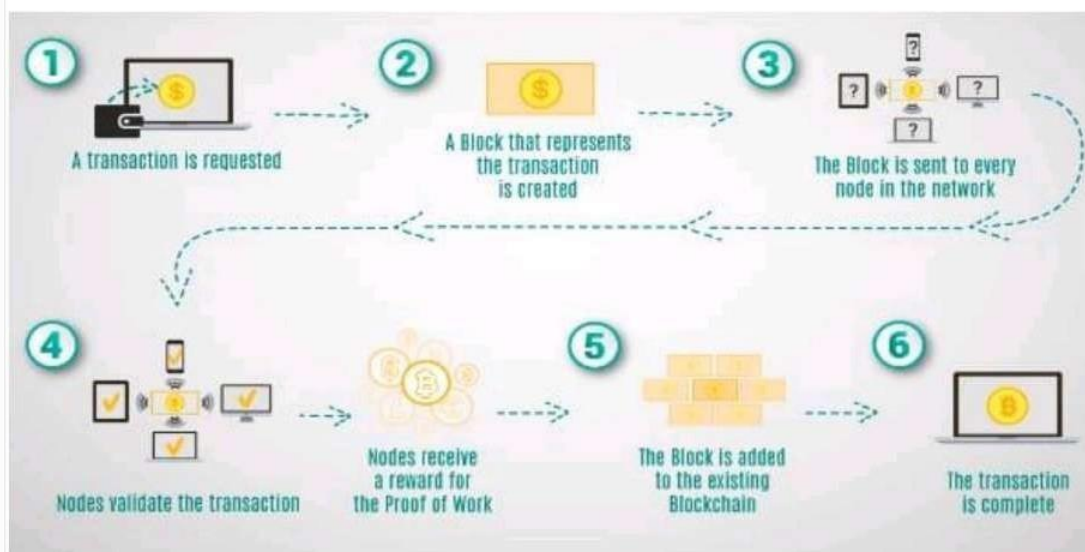 1
A transaction is requested
2
A Block that represents
the transaction
is created
3
?
?
?
?
The Block is sent to every
node in the network
4
Nodes validate the transaction
Nodes receive
a reward for
the Proof of Work
5
The Block is added
to the existing
Blockchain
6
The transaction
is complete